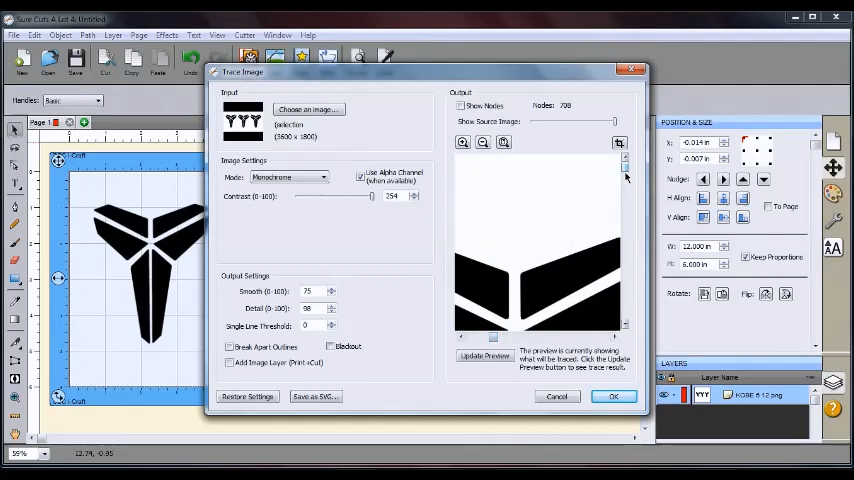 Sure Cuts A Lot 4: Untitled
File Edit Object Path Layer Page Effects Text View Cutter Window Help
New Open Save Cut Copy Paste Undo
Handles: Basic
Page 1
Trace Image
Input
Choose an image...
(selection
(3600 x 1800)
Image Settings
Mode: Monochrome
Use Alpha Channel
(when available)
Contrast (0-100): 254
Output Settings
Smooth (0-100): 75
Detail (0-100): 98
Single Line Threshold: 0
Break Apart Outlines Blackout
Add Image Layer (Print+Cut)
Restore Settings Save as SVG...
Output
Show Nodes Nodes: 708
Show Source Image:
Update Preview
The preview is currently showing
what will be traced. Click the Update
Preview button to see trace result.
Cancel OK
POSITION & SIZE
X: -0.014 in
Y: -0.007 in
Nudge:
H Align:
V Align:
To Page
W: 12.000 in
H: 6.000 in
Keep Proportions
Rotate: Flip:
LAYERS
Layer Name
KOBE 6 12.png
i-Craft
59% 12.74, -0.95